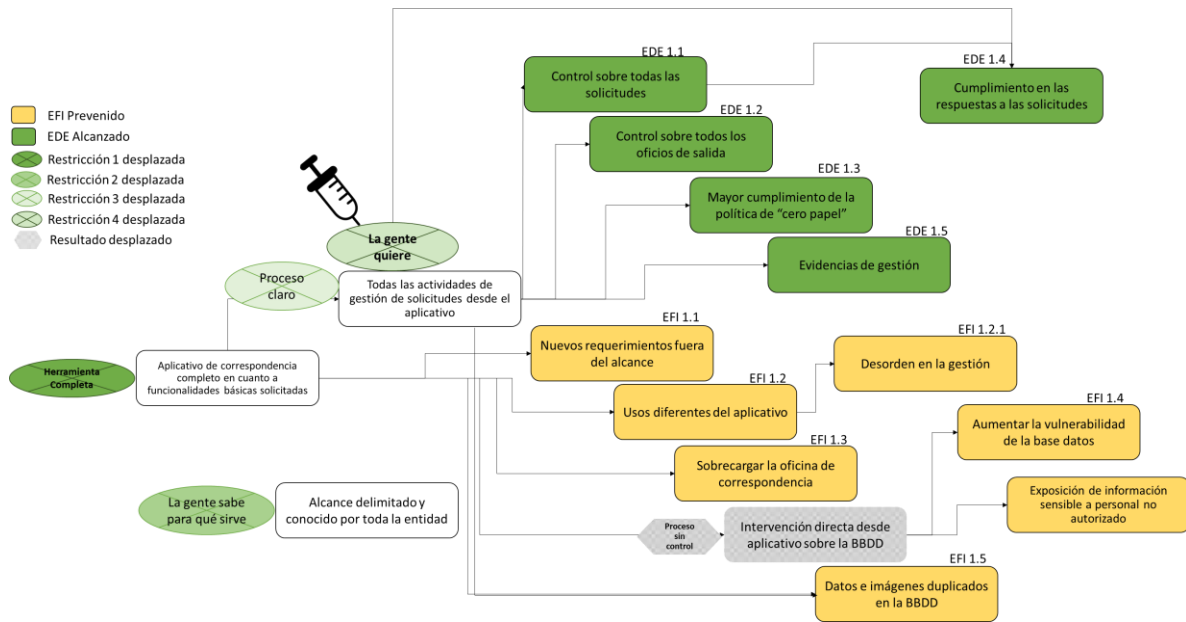 EFI Prevenido
EDE Alcanzado
Restricción 1 desplazada
Restricción 2 desplazada
Restricción 3 desplazada
Restricción 4 desplazada
Resultado desplazado
EDE 1.1
Control sobre todas las
solicitudes
EDE 1.4
Cumplimiento en las
respuestas a las solicitudes
EDE 1.2
Control sobre todos los
oficios de salida
EDE 1.3
Mayor cumplimiento de la
política de “cero papel”
EDE 1.5
Evidencias de gestión
La gente
quiere
Proceso
claro
Todas las actividades de
gestión de solicitudes desde el
aplicativo
Herramienta
Completa
Aplicativo de correspondencia
completo en cuanto a
funcionalidades básicas solicitadas
EFI 1.1
Nuevos requerimientos fuera
del alcance
EFI 1.2
Usos diferentes del aplicativo
EFI 1.2.1
Desorden en la gestión
EFI 1.3
Sobrecargar la oficina de
correspondencia
EFI 1.4
Aumentar la vulnerabilidad
de la base datos
Exposición de información
sensible a personal no
autorizado
La gente sabe
para qué sirve
Alcance delimitado y
conocido por toda la entidad
Proceso
sin
control
Intervención directa desde
aplicativo sobre la BBDD
EFI 1.5
Datos e imágenes duplicados
en la BBDD